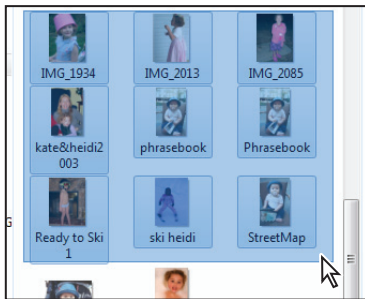 IMG_1934 IMG_2013 IMG_2085
kate&heidi2
003 phrasebook Phrasebook
Ready to Ski
1 ski heidi StreetMap